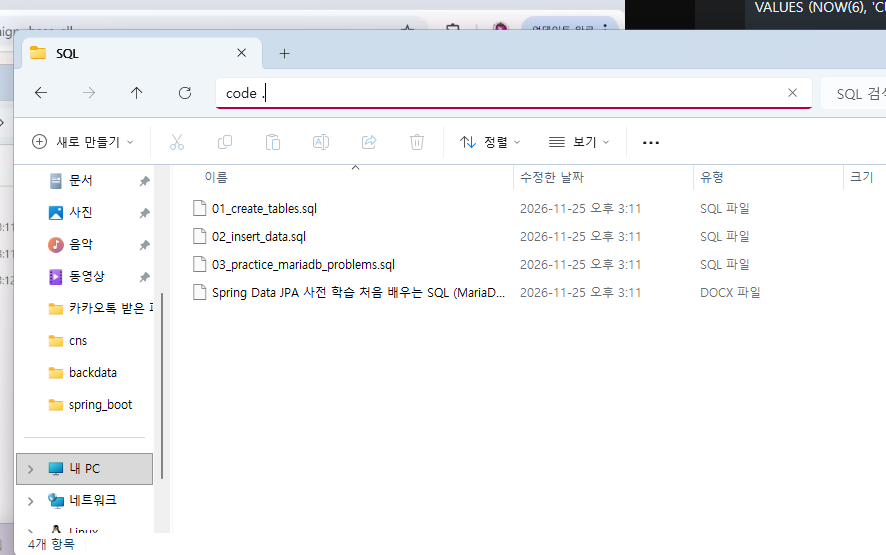 VALUES (NOW(6), 'C
SQL
code .
SQL 검색
새로 만들기
정렬
보기
이름
수정한 날짜
유형
크기
문서
사진
음악
동영상
카카오톡 받은 파
cns
backdata
spring_boot
내 PC
네트워크
Linux
01_create_tables.sql
2026-11-25 오후 3:11
SQL 파일
02_insert_data.sql
2026-11-25 오후 3:11
SQL 파일
03_practice_mariadb_problems.sql
2026-11-25 오후 3:11
SQL 파일
Spring Data JPA 사전 학습 처음 배우는 SQL (MariaD...
2026-11-25 오후 3:11
DOCX 파일
4개 항목